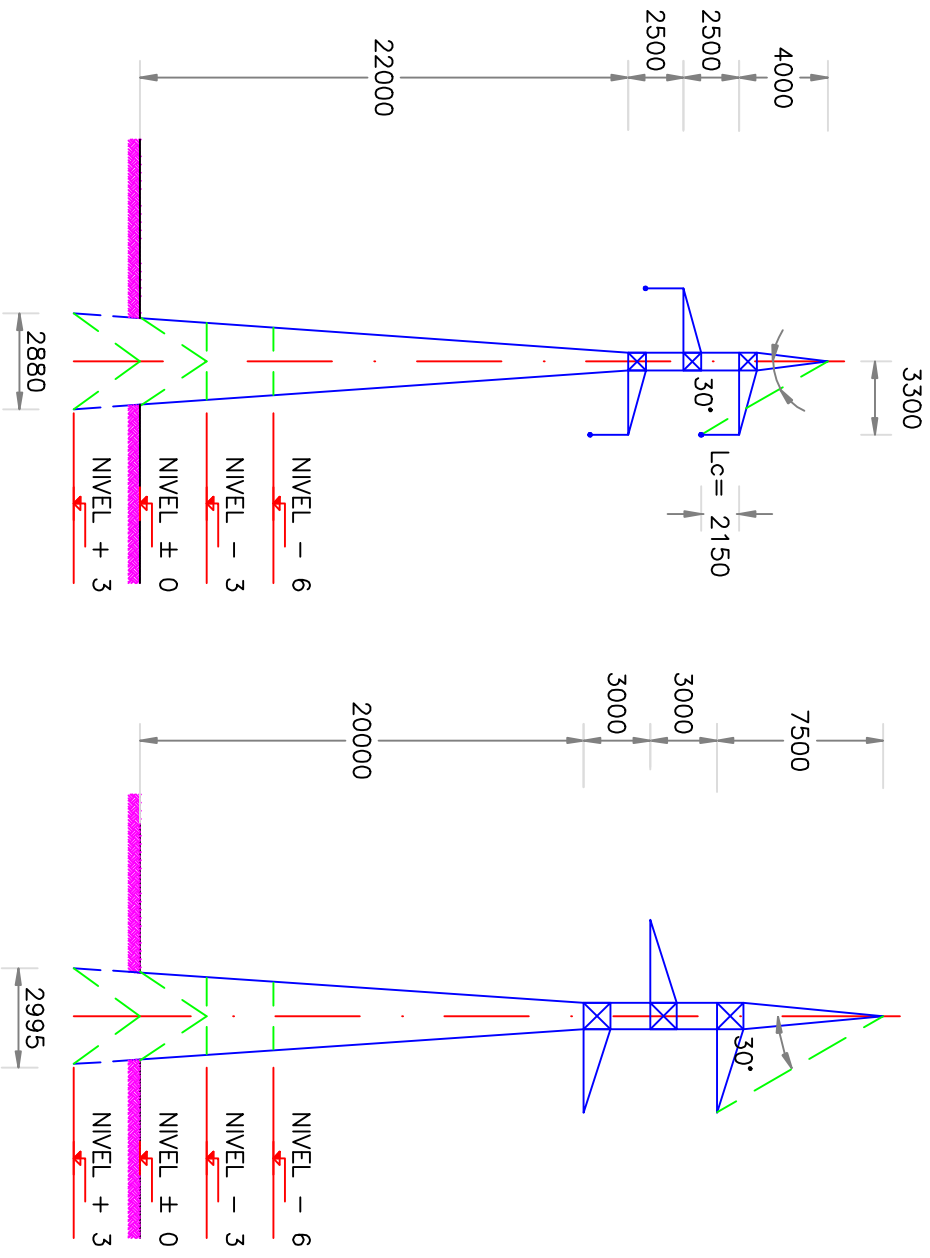 4000
2500
2500
22000
3300
30°
Lc= 2150
NIVEL - 6
NIVEL - 3
NIVEL ± 0
NIVEL + 3
2880
7500
3000
3000
20000
30°
NIVEL - 6
NIVEL - 3
NIVEL ± 0
NIVEL + 3
2995